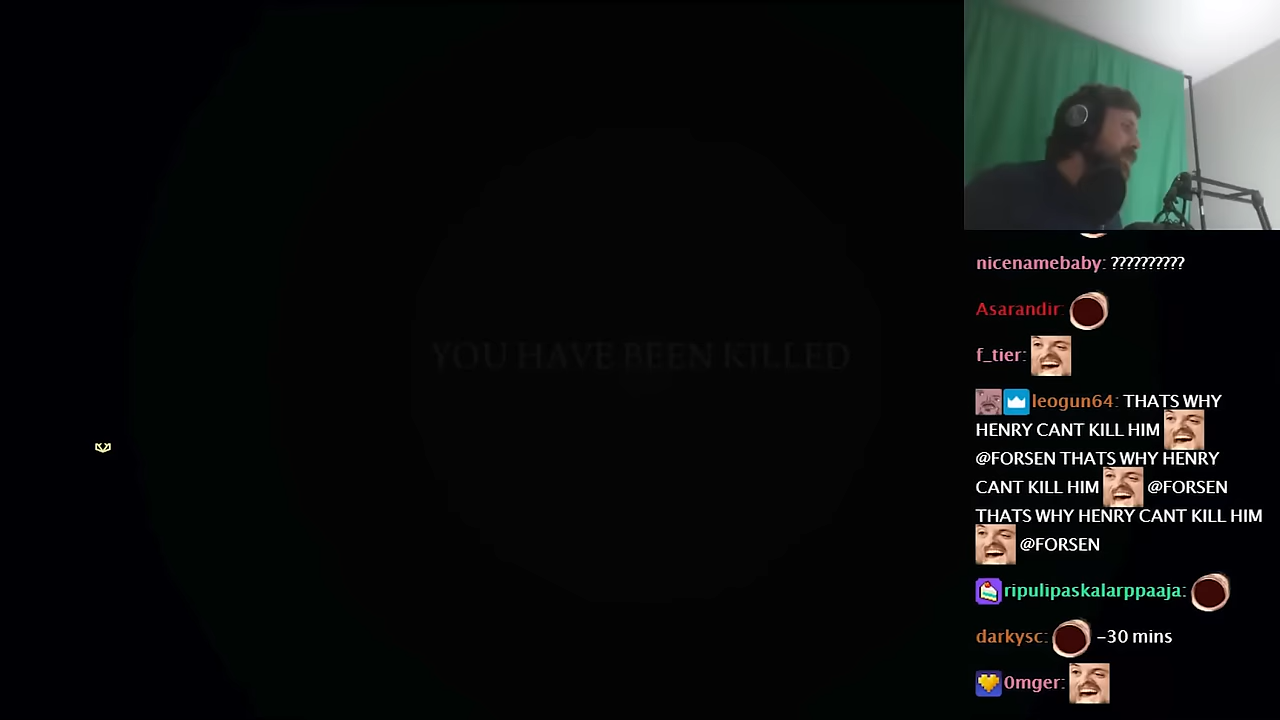 YOU HAVE BEEN KILLED
nicenamebaby: ??????????
Asarandir:
f_tier:
leogun64: THATS WHY
HENRY CANT KILL HIM
@FORSEN THATS WHY HENRY
CANT KILL HIM @FORSEN
THATS WHY HENRY CANT KILL HIM
@FORSEN
ripulipaskalarppaaja:
darkysc: -30 mins
0mger: